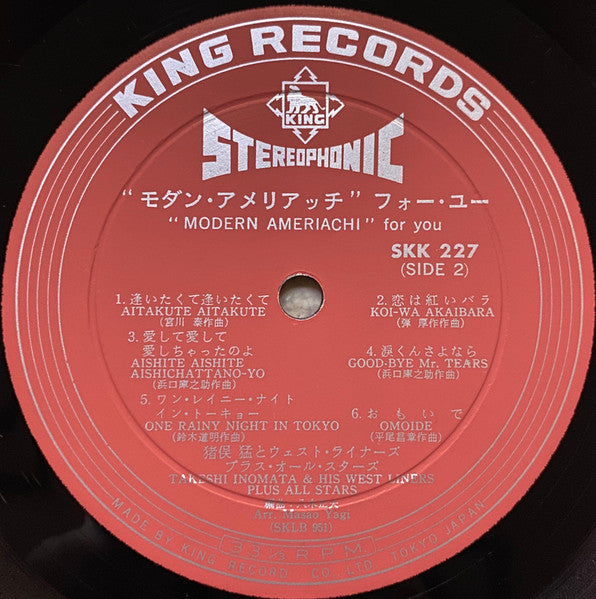 KING RECORDS
KING
STEREOPHONIC
“モダン・アメリアッチ” フォー・ユー
“MODERN AMERIACHI” for you
SKK 227
(SIDE 2)
1. 逢いたくて逢いたくて
AITAKUTE AITAKUTE
(宮川 泰作曲)
2. 恋は紅いバラ
KOI-WA AKAIBARA
(弾 厚作作曲)
3. 愛して愛して
愛しちゃったのよ
AISHITE AISHITE
AISHICHATTANO-YO
(浜口庫之助作曲)
4. 涙くんさよなら
GOOD-BYE Mr. TEARS
(浜口庫之助作曲)
5. ワン・レイニー・ナイト
イン・トーキョー
ONE RAINY NIGHT IN TOKYO
(鈴木道明作曲)
6. おもいで
OMOIDE
(平尾昌章作曲)
猪俣 猛とウェスト・ライナーズ
プラス・オール・スターズ
TAKESHI INOMATA & HIS WEST LINERS
PLUS ALL STARS
Arr. Masao Yagi
(SKLB 951)
33⅓ R.P.M.
MADE BY KING RECORD CO. LTD. TOKYO JAPAN